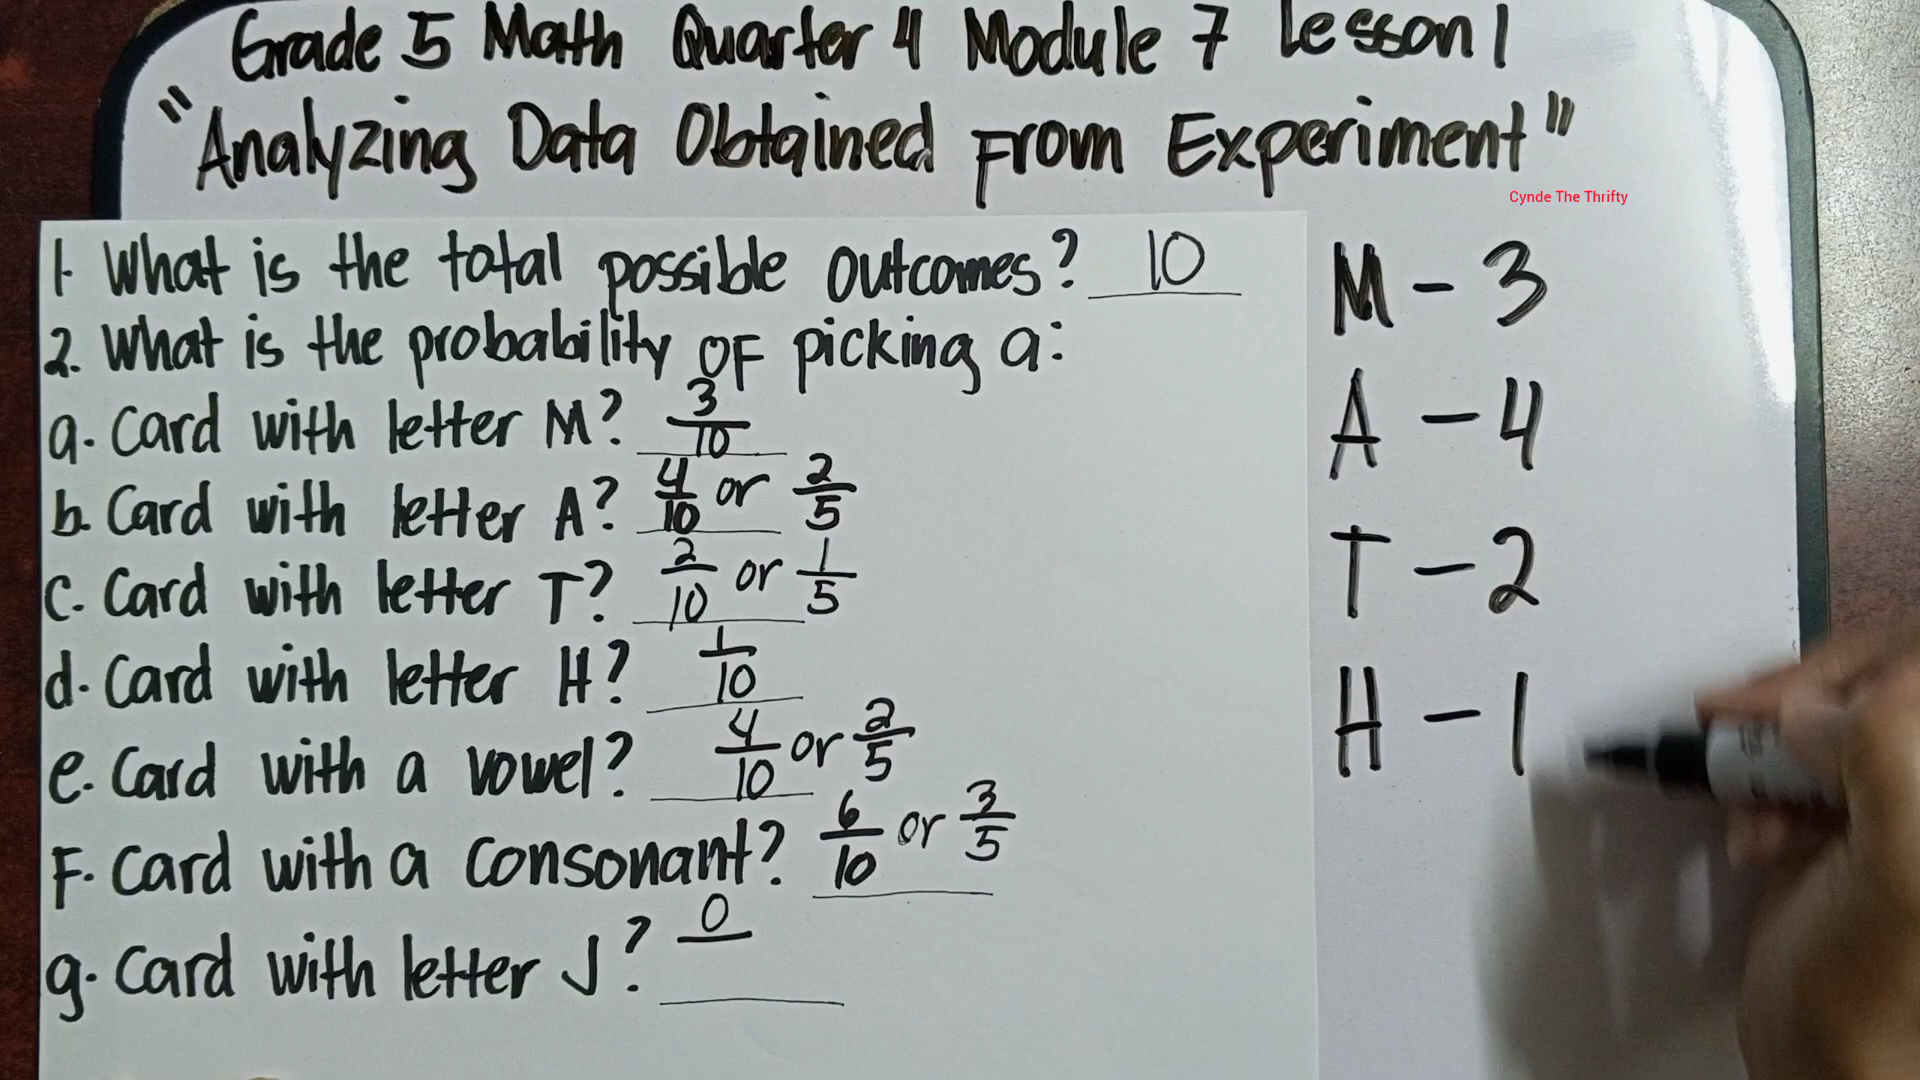 Grade 5 Math Quarter 4 Module 7 Lesson 1
"Analyzing Data Obtained From Experiment"
Cynde The Thrifty
1. What is the total possible outcomes? 10
2. What is the probability of picking a:
a. Card with letter M? 3/10
b. Card with letter A? 4/10 or 2/5
c. Card with letter T? 2/10 or 1/5
d. Card with letter H? 1/10
e. Card with a vowel? 4/10 or 2/5
F. Card with a consonant? 6/10 or 3/5
g. Card with letter J? 0
M - 3
A - 4
T - 2
H - 1